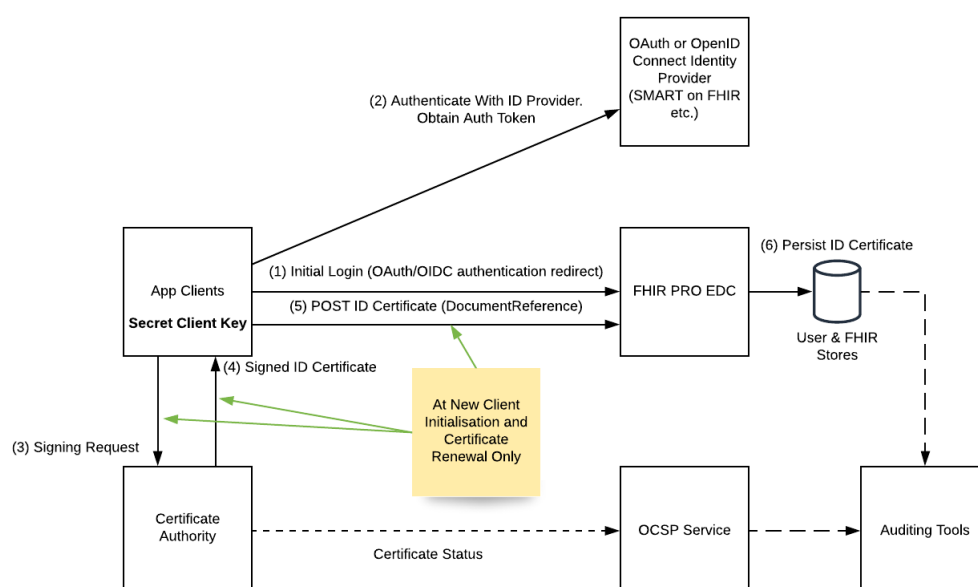 OAuth or OpenID
Connect Identity
Provider
(SMART on FHIR
etc.)
(2) Authenticate With ID Provider.
Obtain Auth Token
App Clients
Secret Client Key
(1) Initial Login (OAuth/OIDC authentication redirect)
(5) POST ID Certificate (DocumentReference)
FHIR PRO EDC
(6) Persist ID Certificate
User & FHIR
Stores
(4) Signed ID Certificate
At New Client
Initialisation and
Certificate
Renewal Only
(3) Signing Request
Certificate
Authority
Certificate Status
OCSP Service
Auditing Tools